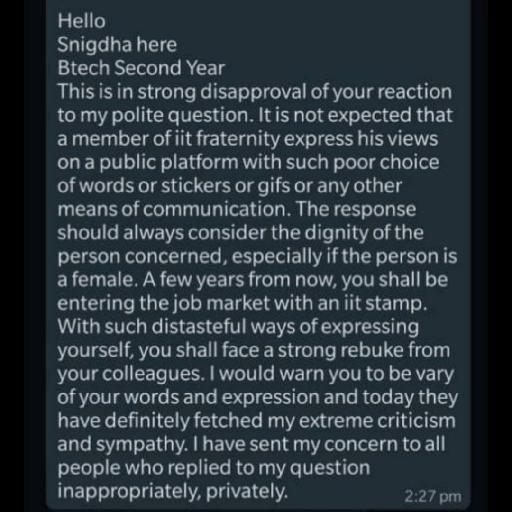 Hello
Snigdha here
Btech Second Year
This is in strong disapproval of your reaction
to my polite question. It is not expected that
a member of iit fraternity express his views
on a public platform with such poor choice
of words or stickers or gifs or any other
means of communication. The response
should always consider the dignity of the
person concerned, especially if the person is
a female. A few years from now, you shall be
entering the job market with an iit stamp.
With such distasteful ways of expressing
yourself, you shall face a strong rebuke from
your colleagues. I would warn you to be vary
of your words and expression and today they
have definitely fetched my extreme criticism
and sympathy. I have sent my concern to all
people who replied to my question
inappropriately, privately.
2:27 pm